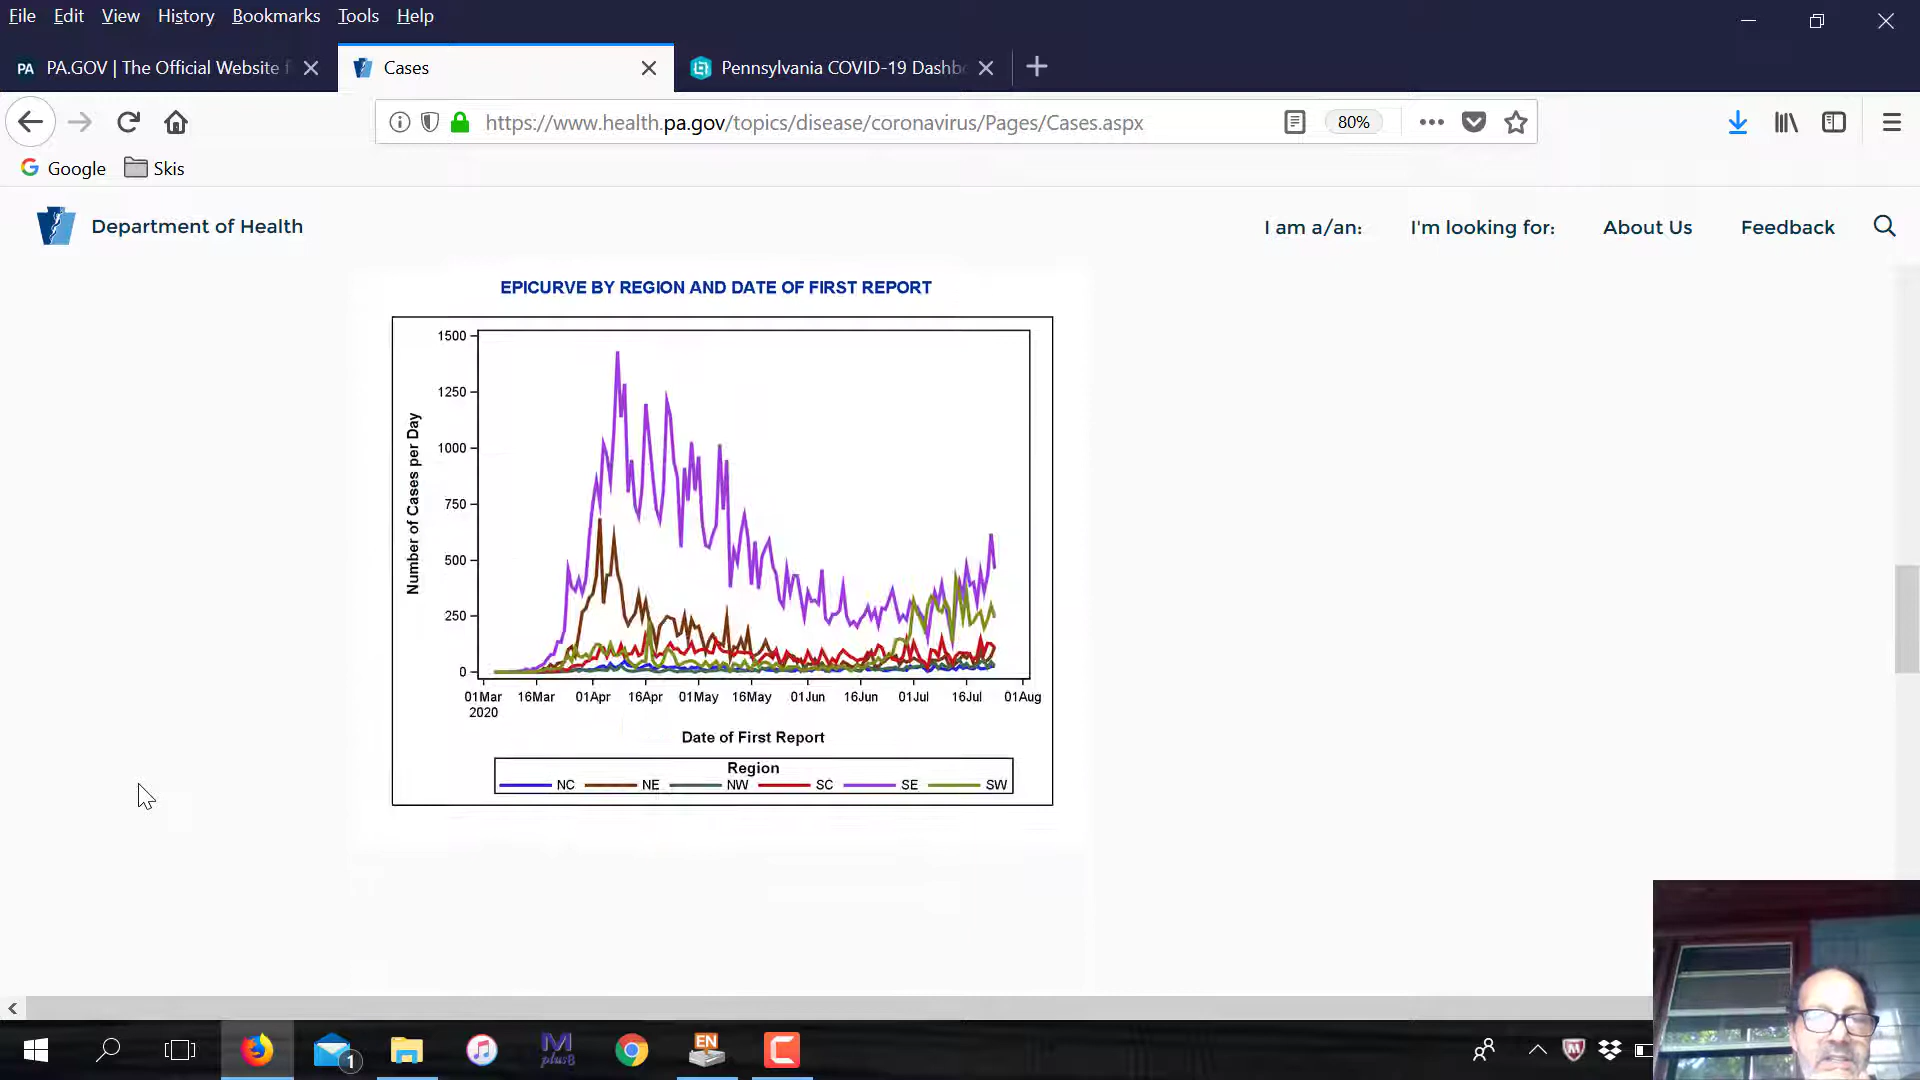 File Edit View History Bookmarks Tools Help
PA PA.GOV | The Official Website f
Cases
Pennsylvania COVID-19 Dashbo
https://www.health.pa.gov/topics/disease/coronavirus/Pages/Cases.aspx
80%
Google Skis
Department of Health
I am a/an: I'm looking for: About Us Feedback
EPICURVE BY REGION AND DATE OF FIRST REPORT
Number of Cases per Day
1500
1250
1000
750
500
250
0
01Mar 16Mar 01Apr 16Apr 01May 16May 01Jun 16Jun 01Jul 16Jul 01Aug
2020
Date of First Report
Region
NC NE NW SC SE SW
1
M
plus8
EN
C
M